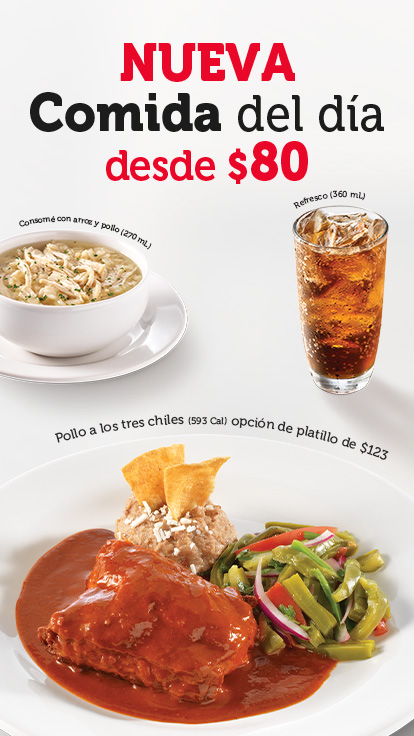 NUEVA
Comida del día
desde $80
Consomé con arroz y pollo (270 mL)
Refresco (360 mL)
Pollo a los tres chiles (593 Cal) opción de platillo de $123